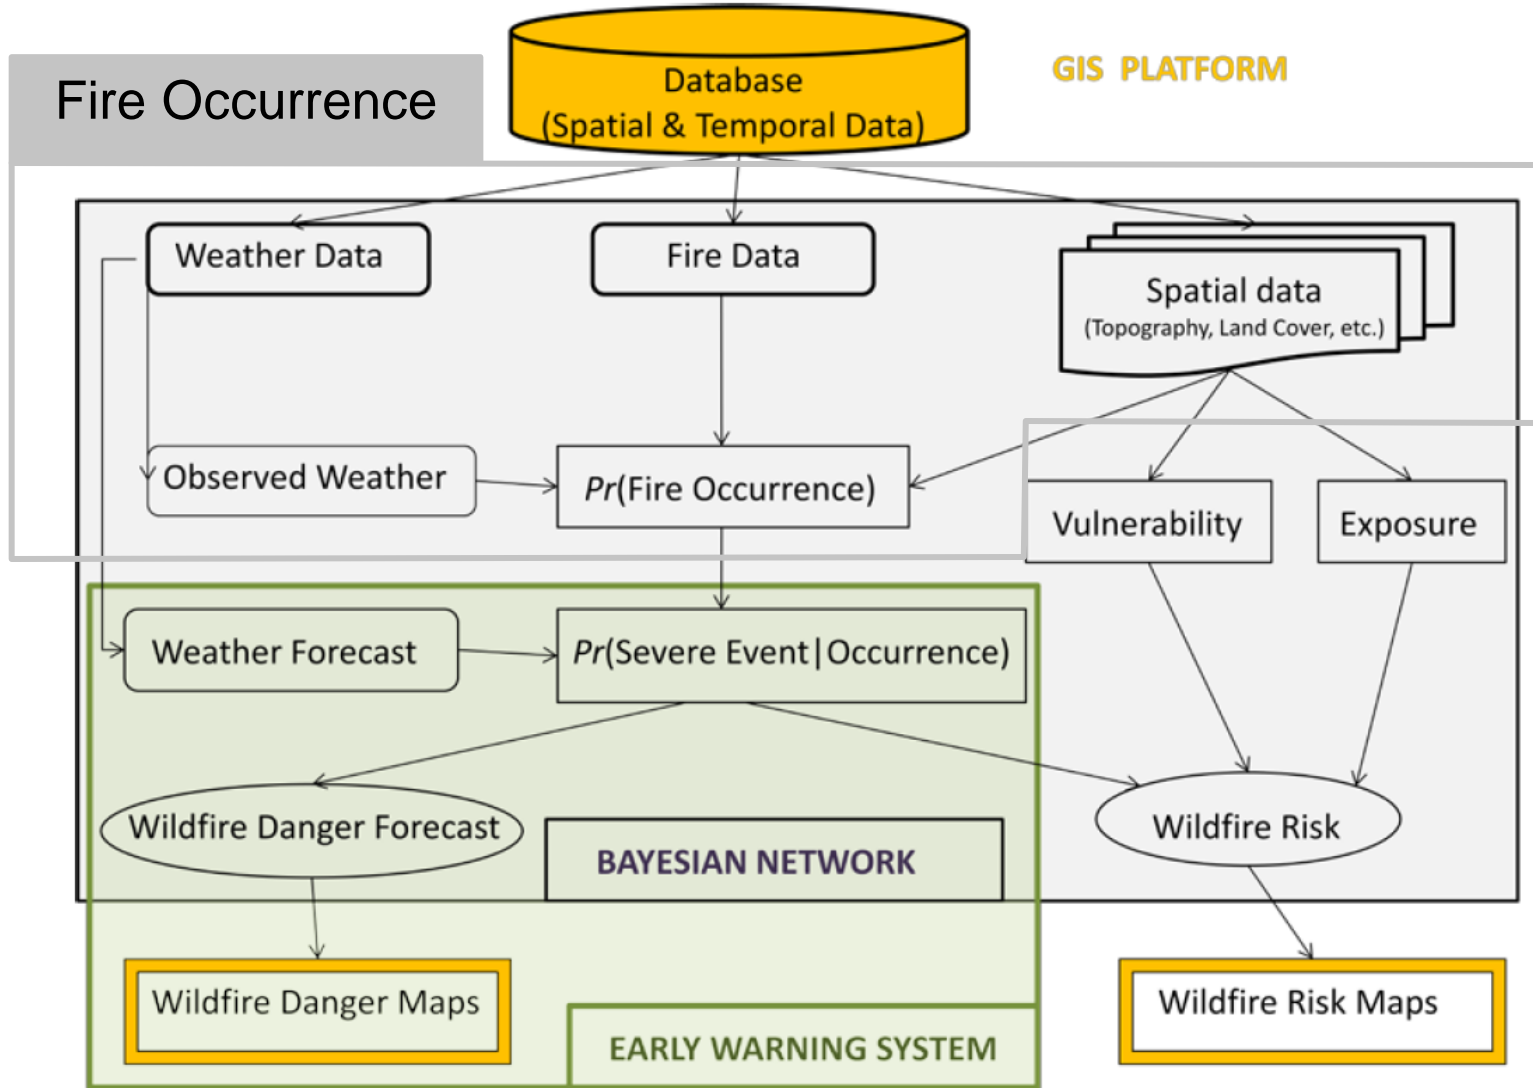 Fire Occurrence
Database
(Spatial & Temporal Data)
GIS PLATFORM
Weather Data
Fire Data
Spatial data
(Topography, Land Cover, etc.)
Observed Weather
Pr(Fire Occurrence)
Vulnerability
Exposure
Weather Forecast
Pr(Severe Event|Occurrence)
Wildfire Danger Forecast
BAYESIAN NETWORK
Wildfire Risk
Wildfire Danger Maps
EARLY WARNING SYSTEM
Wildfire Risk Maps